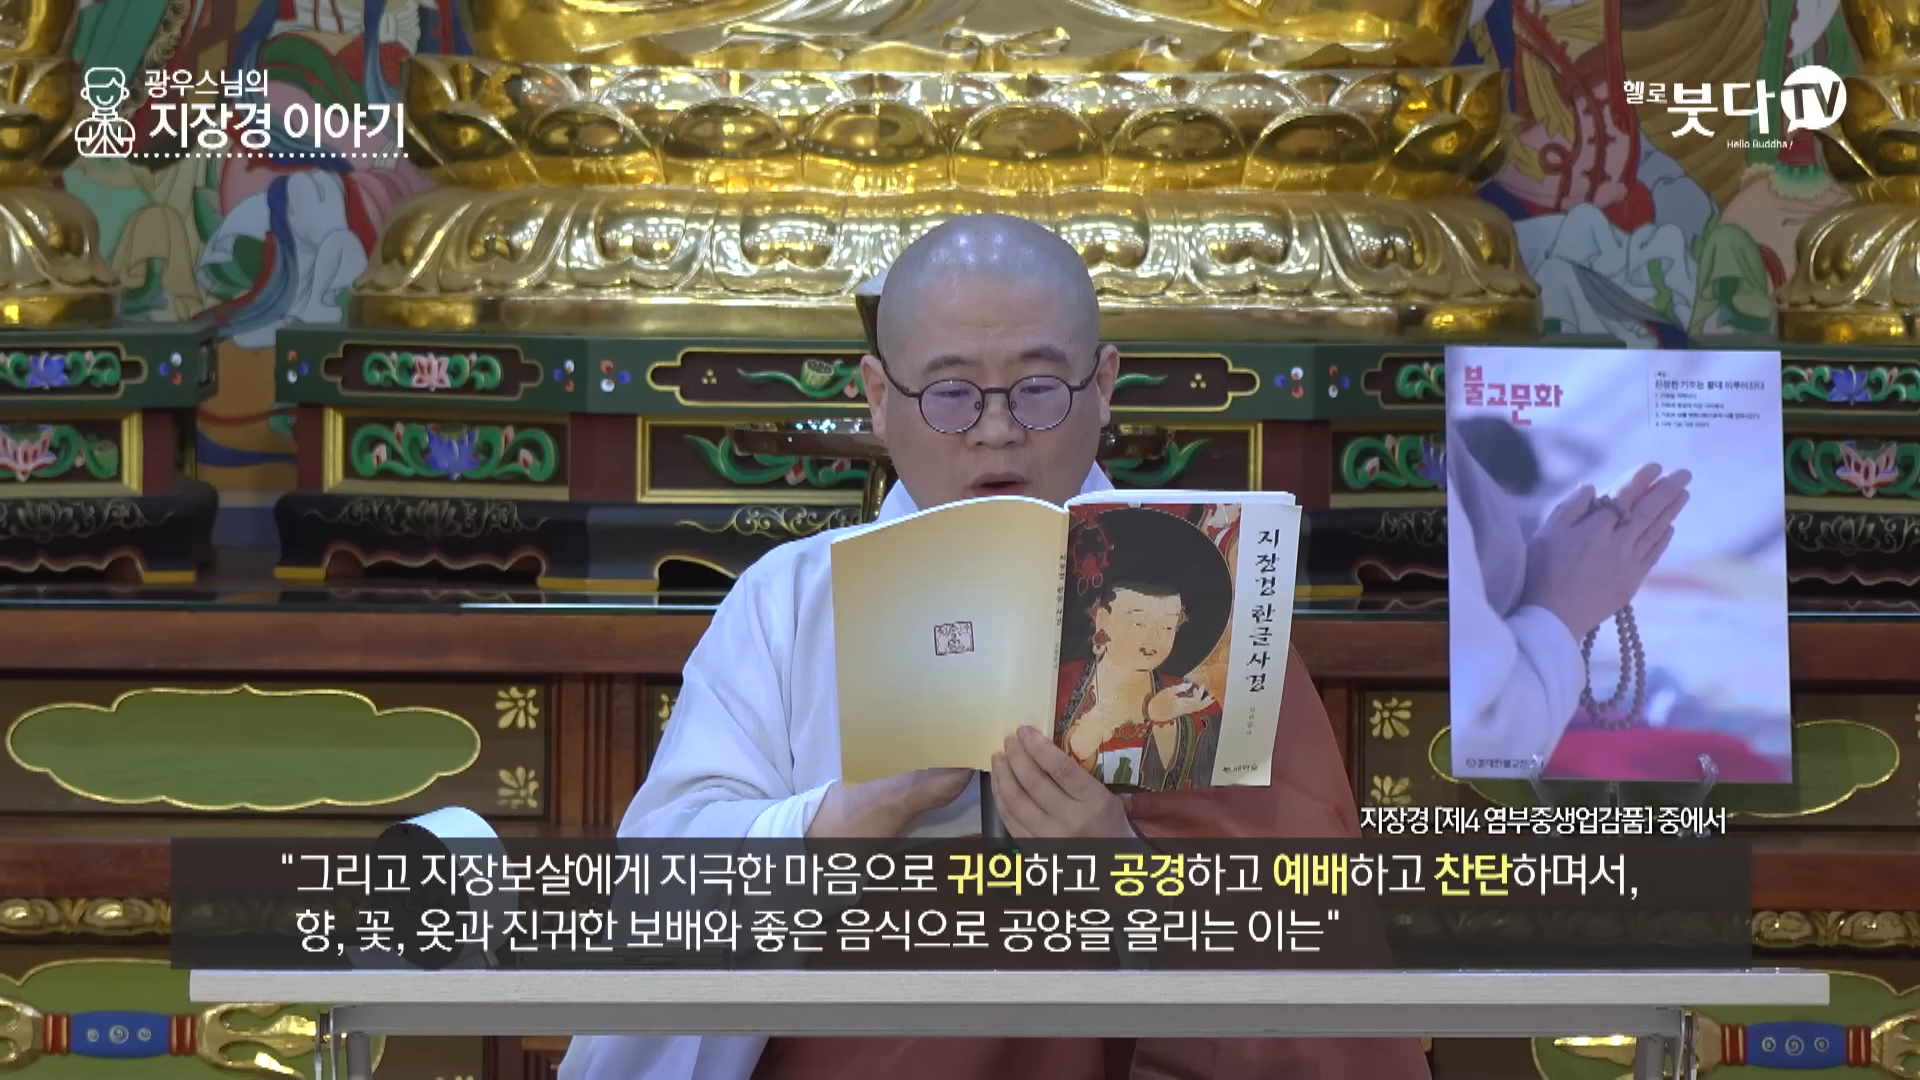 광우스님의
지장경 이야기
헬로붓다TV
Hello Buddha!
불교문화
지장경 한글 사경
지장경 [제4 염부중생업감품] 중에서
"그리고 지장보살에게 지극한 마음으로 귀의하고 공경하고 예배하고 찬탄하며서,
향, 꽃, 옷과 진귀한 보배와 좋은 음식으로 공양을 올리는 이는"